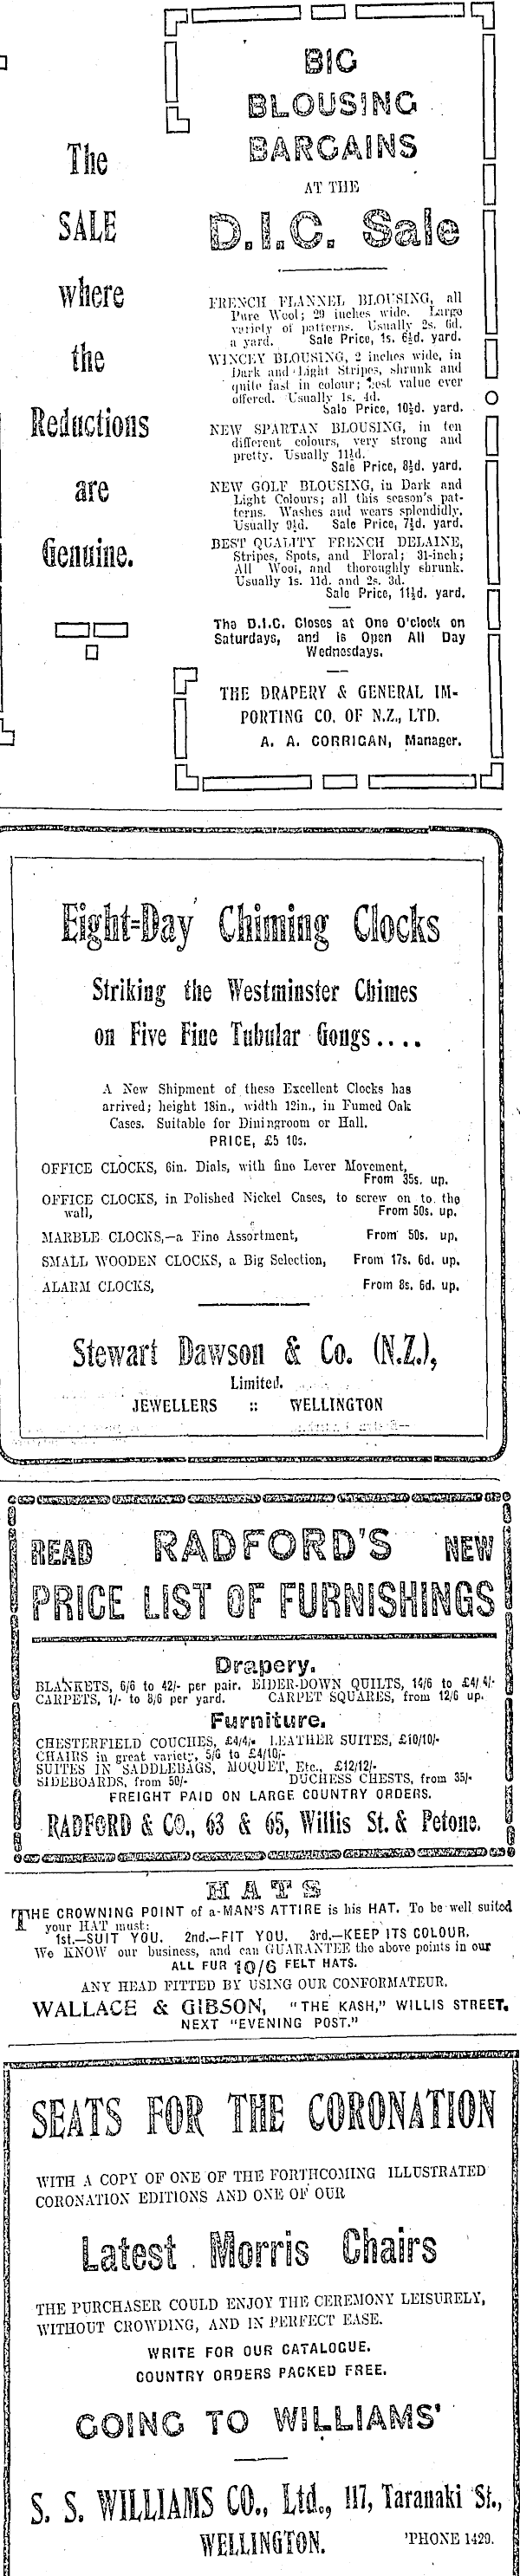 The
SALE
where
the
Reductions
are
Genuine.
BIG
BLOUSING
BARGAINS
AT THE
D.I.C. Sale
FRENCH FLANNEL BLOUSING, all
Pure Wool; 29 inches wide. Large
variety of patterns. Usually 2s. 6d.
a yard. Sale Price, 1s. 6½d. yard.
WINCEY BLOUSING, 2 inches wide, in
Dark and Light Stripes, shrunk and
quite fast in colour; best value ever
offered. Usually 1s. 4d.
Sale Price, 10½d. yard.
NEW SPARTAN BLOUSING, in ten
different colours, very strong and
pretty. Usually 11½d.
Sale Price, 8½d. yard.
NEW GOLF BLOUSING, in Dark and
Light Colours; all this season's pat-
terns. Washes and wears splendidly.
Usually 9½d. Sale Price, 7½d. yard.
BEST QUALITY FRENCH DELAINE,
Stripes, Spots, and Floral; 31-inch;
All Wool, and thoroughly shrunk.
Usually 1s. 11d. and 2s. 3d.
Sale Price, 11½d. yard.
The D.I.C. Closes at One O'clock on
Saturdays, and is Open All Day
Wednesdays.
THE DRAPERY & GENERAL IM-
PORTING CO. OF N.Z., LTD.
A. A. CORRIGAN, Manager.
Eight-Day Chiming Clocks
Striking the Westminster Chimes
on Five Fine Tubular Gongs....
A New Shipment of these Excellent Clocks has
arrived; height 18in., width 12in., in Fumed Oak
Cases. Suitable for Diningroom or Hall.
PRICE, £5 10s.
OFFICE CLOCKS, 6in. Dials, with fine Lever Movement,
From 35s. up.
OFFICE CLOCKS, in Polished Nickel Cases, to screw on to the
wall, From 50s. up.
MARBLE CLOCKS,—a Fine Assortment, From 50s. up.
SMALL WOODEN CLOCKS, a Big Selection, From 17s. 6d. up.
ALARM CLOCKS, From 8s. 6d. up.
Stewart Dawson & Co. (N.Z.),
Limited.
JEWELLERS :: WELLINGTON
READ RADFORD'S NEW
PRICE LIST OF FURNISHINGS
Drapery.
BLANKETS, 6/6 to 42/- per pair. EIDER-DOWN QUILTS, 14/6 to £4/4/-
CARPETS, 1/- to 8/6 per yard. CARPET SQUARES, from 12/6 up.
Furniture.
CHESTERFIELD COUCHES, £4/4/- LEATHER SUITES, £10/10/-
CHAIRS in great variety, 5/6 to £4/10/-
SUITES IN SADDLEBAGS, MOQUET, Etc., £12/12/-
SIDEBOARDS, from 50/- DUCHESS CHESTS, from 35/-
FREIGHT PAID ON LARGE COUNTRY ORDERS.
RADFORD & CO., 63 & 65, Willis St. & Petone.
HATS
THE CROWNING POINT of a MAN'S ATTIRE is his HAT. To be well suited
your HAT must:
1st.—SUIT YOU. 2nd.—FIT YOU. 3rd.—KEEP ITS COLOUR.
We KNOW our business, and can GUARANTEE the above points in our
ALL FUR 10/6 FELT HATS.
ANY HEAD FITTED BY USING OUR CONFORMATEUR.
WALLACE & GIBSON, "THE KASH," WILLIS STREET.
NEXT "EVENING POST."
SEATS FOR THE CORONATION
WITH A COPY OF ONE OF THE FORTHCOMING ILLUSTRATED
CORONATION EDITIONS AND ONE OF OUR
Latest Morris Chairs
THE PURCHASER COULD ENJOY THE CEREMONY LEISURELY,
WITHOUT CROWDING, AND IN PERFECT EASE.
WRITE FOR OUR CATALOGUE.
COUNTRY ORDERS PACKED FREE.
GOING TO WILLIAMS'
S. S. WILLIAMS CO., Ltd., 117, Taranaki St.,
WELLINGTON. 'PHONE 1429.